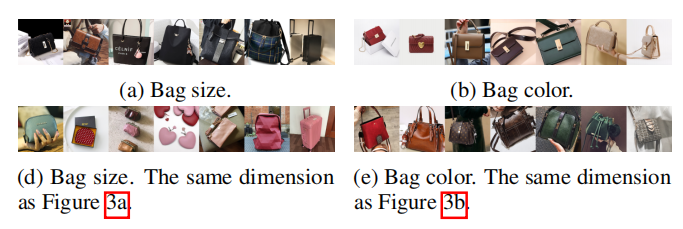 CÉLINE
(a) Bag size.
(b) Bag color.
(d) Bag size. The same dimension
as Figure 3a.
(e) Bag color. The same dimension
as Figure 3b.